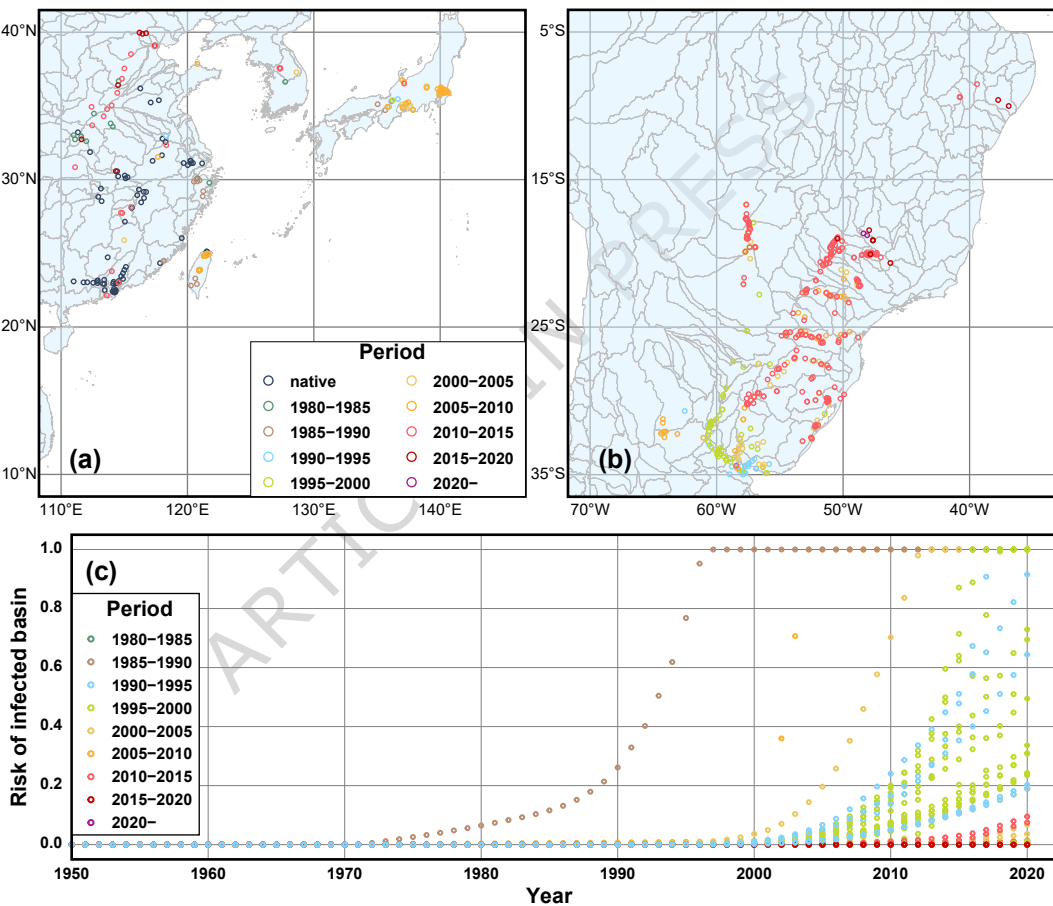 40°N
30°N
20°N
10°N
110°E
120°E
130°E
140°E
(a)
Period
native
1980−1985
1985−1990
1990−1995
1995−2000
2000−2005
2005−2010
2010−2015
2015−2020
2020-
5°S
15°S
25°S
35°S
70°W
60°W
50°W
40°W
(b)
ARTICLE IN PRESS
Risk of infected basin
1.0
0.8
0.6
0.4
0.2
0.0
(c)
Period
1980−1985
1985−1990
1990−1995
1995−2000
2000−2005
2005−2010
2010−2015
2015−2020
2020-
1950
1960
1970
1980
1990
2000
2010
2020
Year